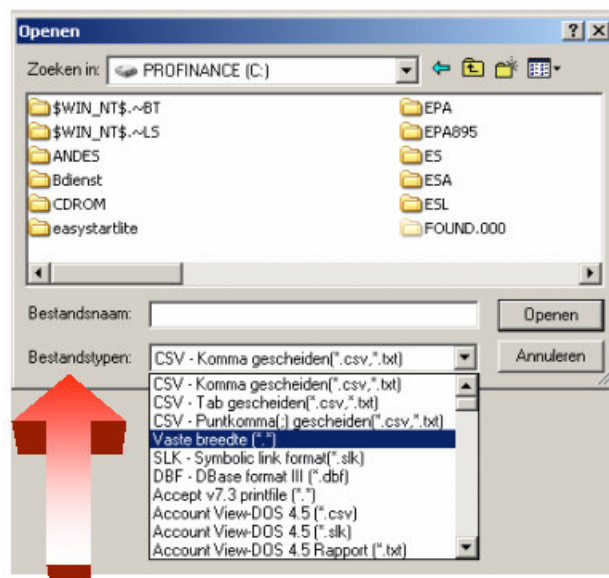 Openen
Zoeken in: PROFINANCE (C:)
$WIN_NT$.~BT
$WIN_NT$.~LS
ANDES
Bdienst
CDROM
easystartlite
EPA
EPA895
ES
ESA
ESL
FOUND.000
Bestandsnaam:
Openen
Bestandstypen: CSV - Komma gescheiden(*.csv,*.txt)
Annuleren
CSV - Komma gescheiden(*.csv,*.txt)
CSV - Tab gescheiden(*.csv,*.txt)
CSV - Puntkomma(;) gescheiden(*.csv,*.txt)
Vaste breedte (*.*)
SLK - Symbolic link format(*.slk)
DBF - DBase format III (*.dbf)
Accept v7.3 printfile (*.*)
Account View-DOS 4.5 (*.csv)
Account View-DOS 4.5 (*.slk)
Account View-DOS 4.5 Rapport (*.txt)